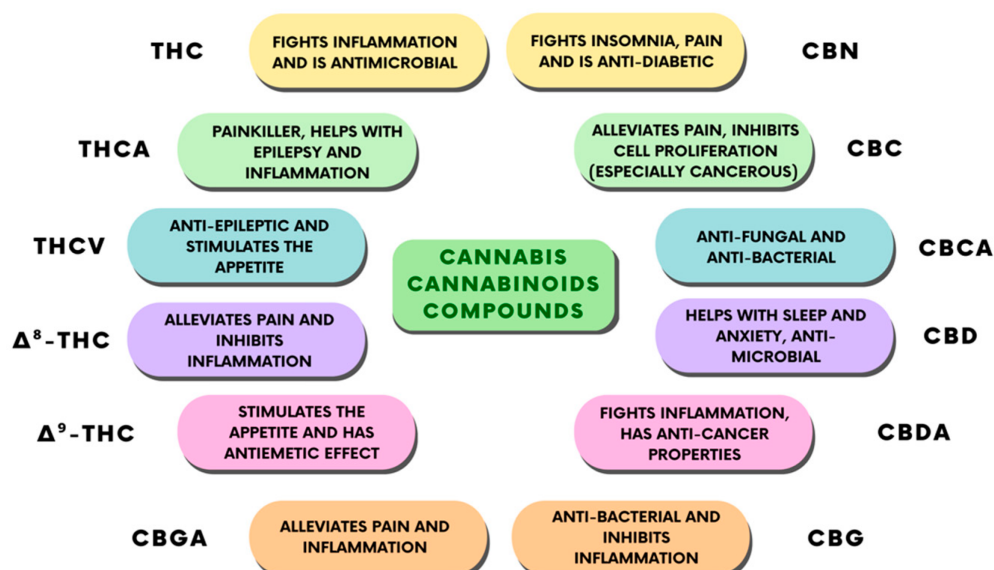 THC
FIGHTS INFLAMMATION
AND IS ANTIMICROBIAL
FIGHTS INSOMNIA, PAIN
AND IS ANTI-DIABETIC
CBN
THCA
PAINKILLER, HELPS WITH
EPILEPSY AND
INFLAMMATION
ALLEVIATES PAIN, INHIBITS
CELL PROLIFERATION
(ESPECIALLY CANCEROUS)
CBC
THCV
ANTI-EPILEPTIC AND
STIMULATES THE
APPETITE
CANNABIS
CANNABINOIDS
COMPOUNDS
ANTI-FUNGAL AND
ANTI-BACTERIAL
CBCA
Δ⁸-THC
ALLEVIATES PAIN AND
INHIBITS
INFLAMMATION
HELPS WITH SLEEP AND
ANXIETY, ANTI-
MICROBIAL
CBD
Δ⁹-THC
STIMULATES THE
APPETITE AND HAS
ANTIEMETIC EFFECT
FIGHTS INFLAMMATION,
HAS ANTI-CANCER
PROPERTIES
CBDA
CBGA
ALLEVIATES PAIN AND
INFLAMMATION
ANTI-BACTERIAL AND
INHIBITS
INFLAMMATION
CBG